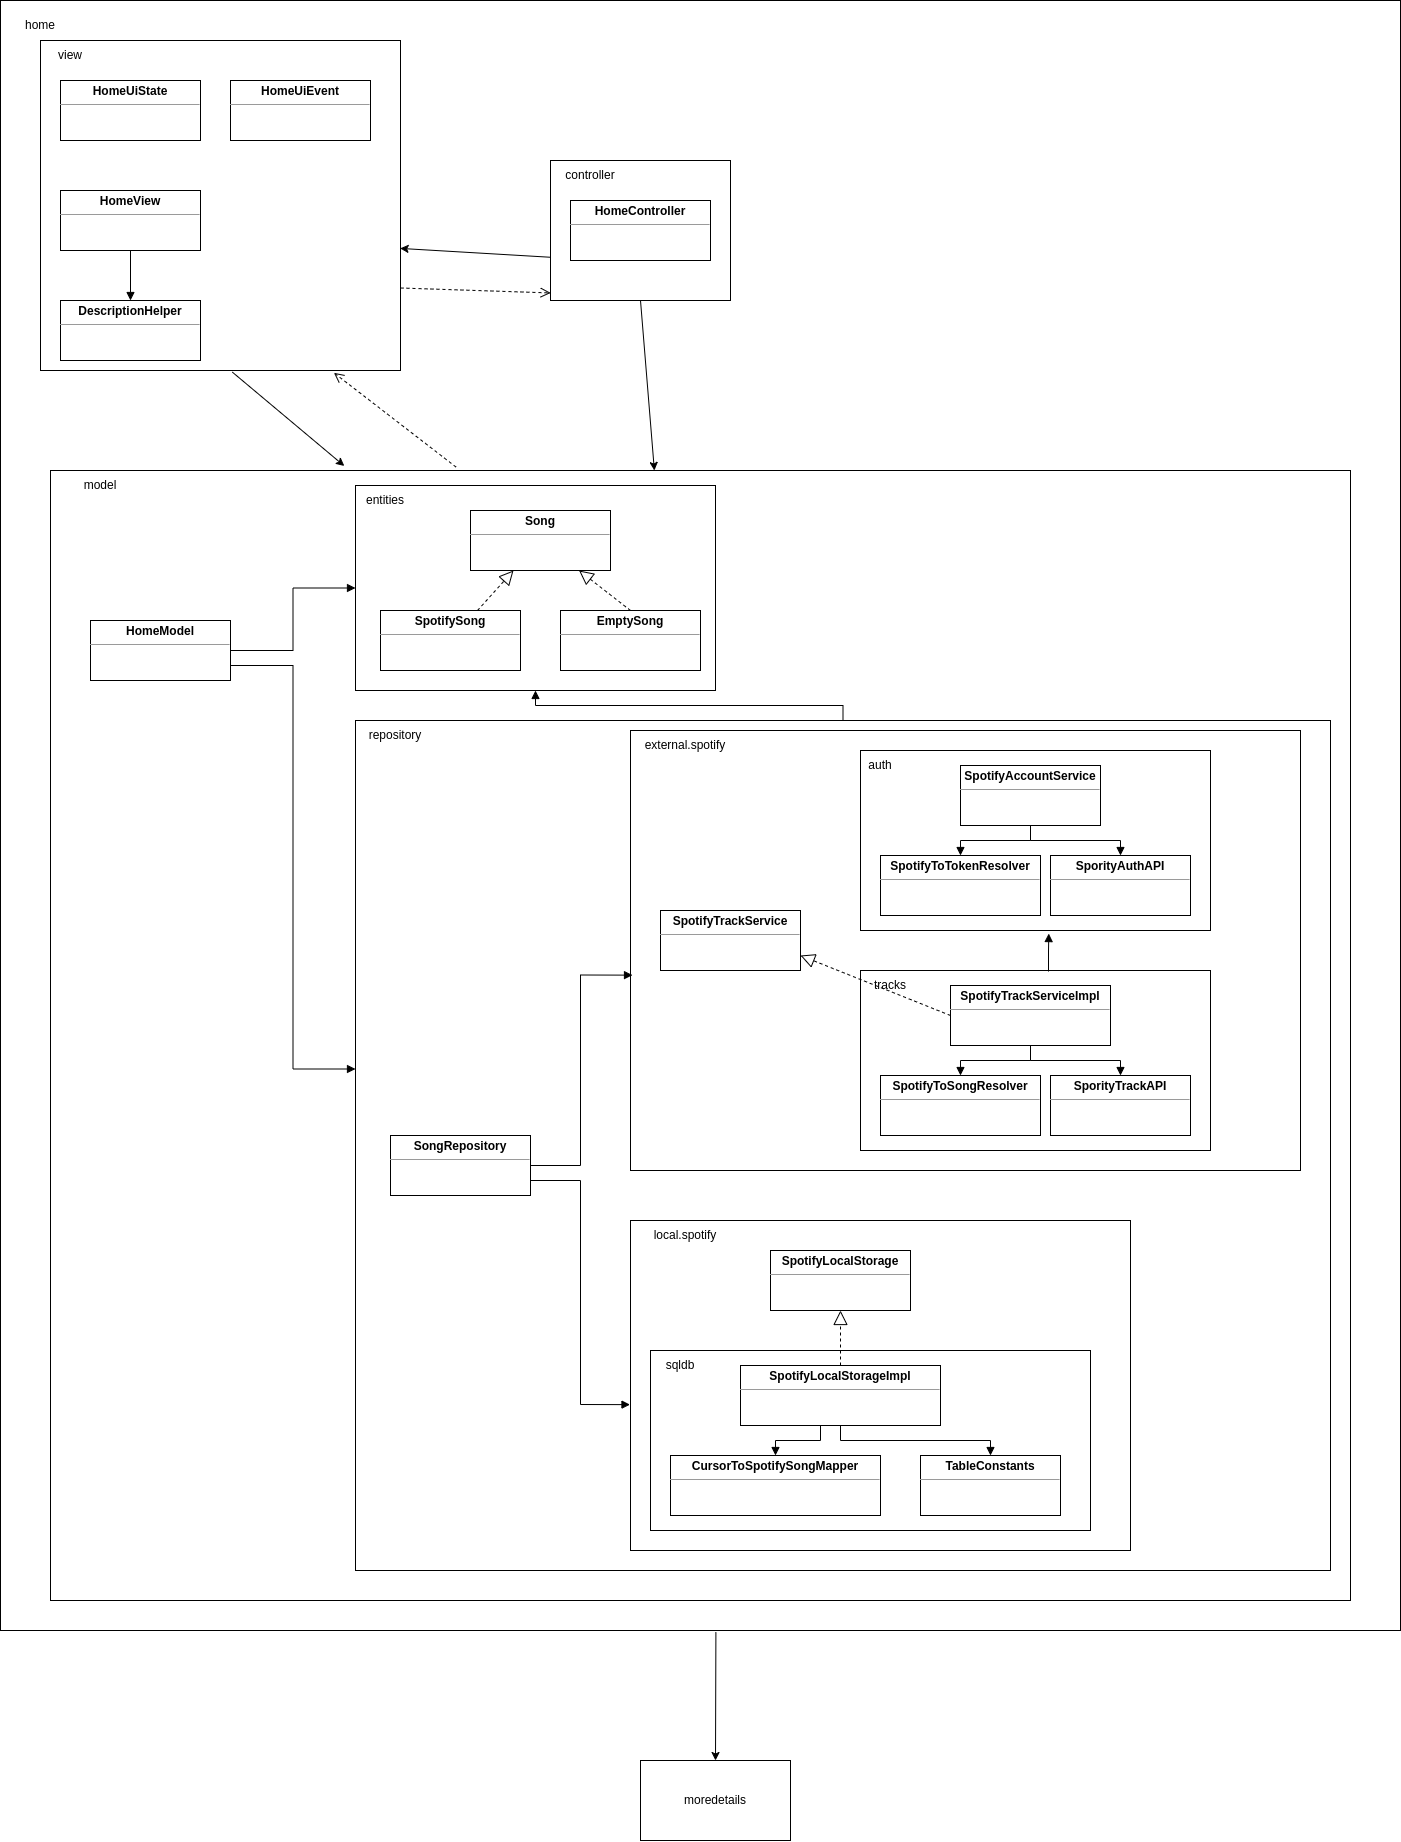 home
view
HomeUiState
HomeUiEvent
HomeView
DescriptionHelper
controller
HomeController
model
entities
Song
SpotifySong
EmptySong
HomeModel
repository
external.spotify
auth
SpotifyAccountService
SpotifyToTokenResolver
SporityAuthAPI
SpotifyTrackService
tracks
SpotifyTrackServiceImpl
SpotifyToSongResolver
SporityTrackAPI
SongRepository
local.spotify
SpotifyLocalStorage
sqldb
SpotifyLocalStorageImpl
CursorToSpotifySongMapper
TableConstants
moredetails